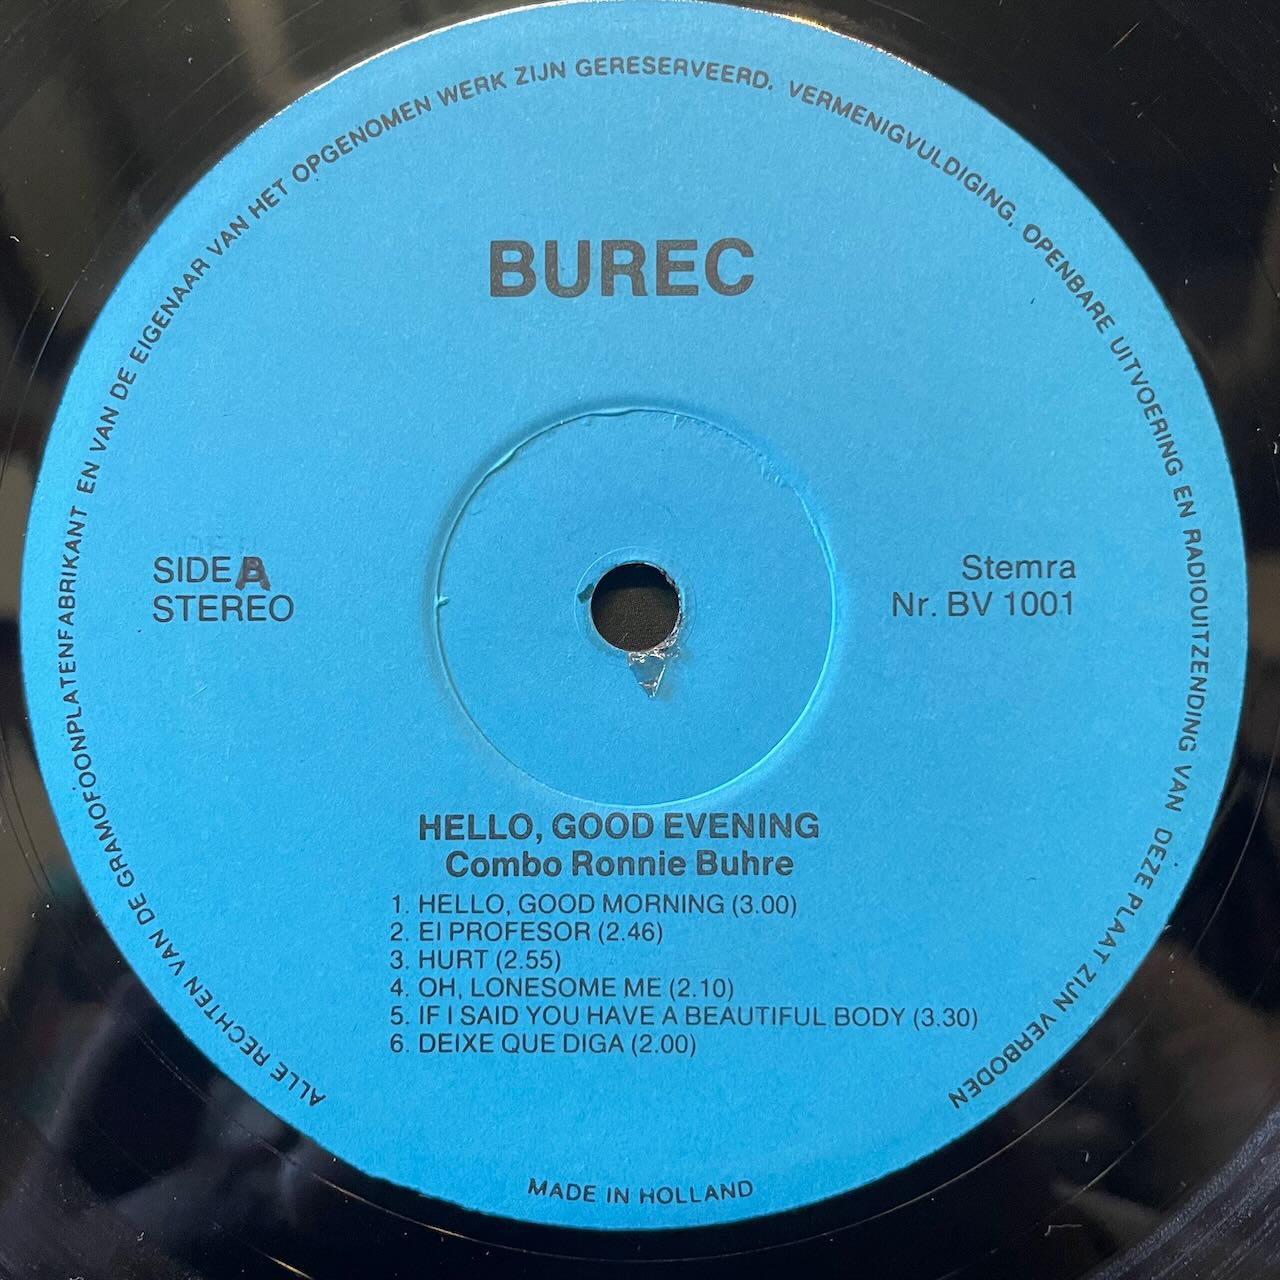 ALLE RECHTEN VAN DE GRAMOFOONPLATENFABRIKANT EN VAN DE EIGENAAR VAN HET OPGENOMEN WERK ZIJN GERESERVEERD. VERMENIGVULDIGING. OPENBARE UITVOERING EN RADIOUITZENDING VAN DEZE PLAAT ZIJN VERBODEN
BUREC
SIDE A
STEREO
Stemra
Nr. BV 1001
HELLO, GOOD EVENING
Combo Ronnie Buhre
1. HELLO, GOOD MORNING (3.00)
2. EI PROFESOR (2.46)
3. HURT (2.55)
4. OH, LONESOME ME (2.10)
5. IF I SAID YOU HAVE A BEAUTIFUL BODY (3.30)
6. DEIXE QUE DIGA (2.00)
MADE IN HOLLAND